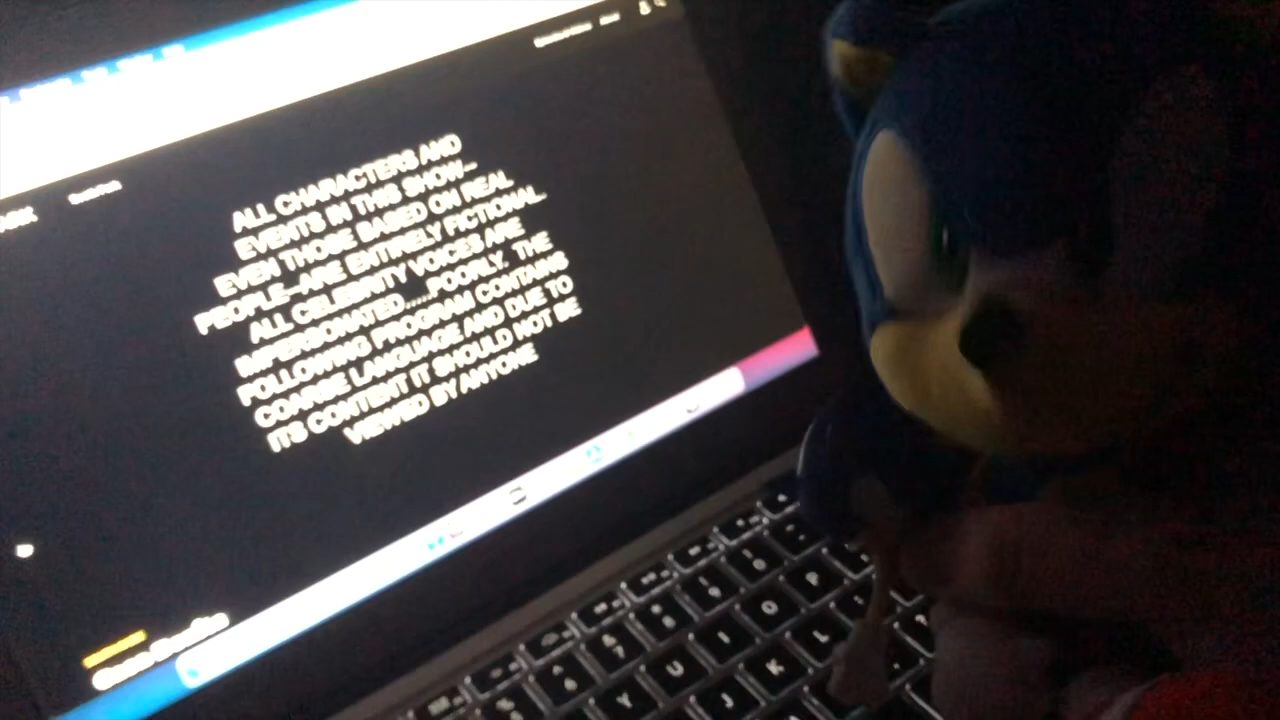 ALL CHARACTERS AND
EVENTS IN THIS SHOW--
EVEN THOSE BASED ON REAL
PEOPLE--ARE ENTIRELY FICTIONAL.
ALL CELEBRITY VOICES ARE
IMPERSONATED.....POORLY. THE
FOLLOWING PROGRAM CONTAINS
COARSE LANGUAGE AND DUE TO
ITS CONTENT IT SHOULD NOT BE
VIEWED BY ANYONE
P
O
I
U
Y
L
K
J
7
6